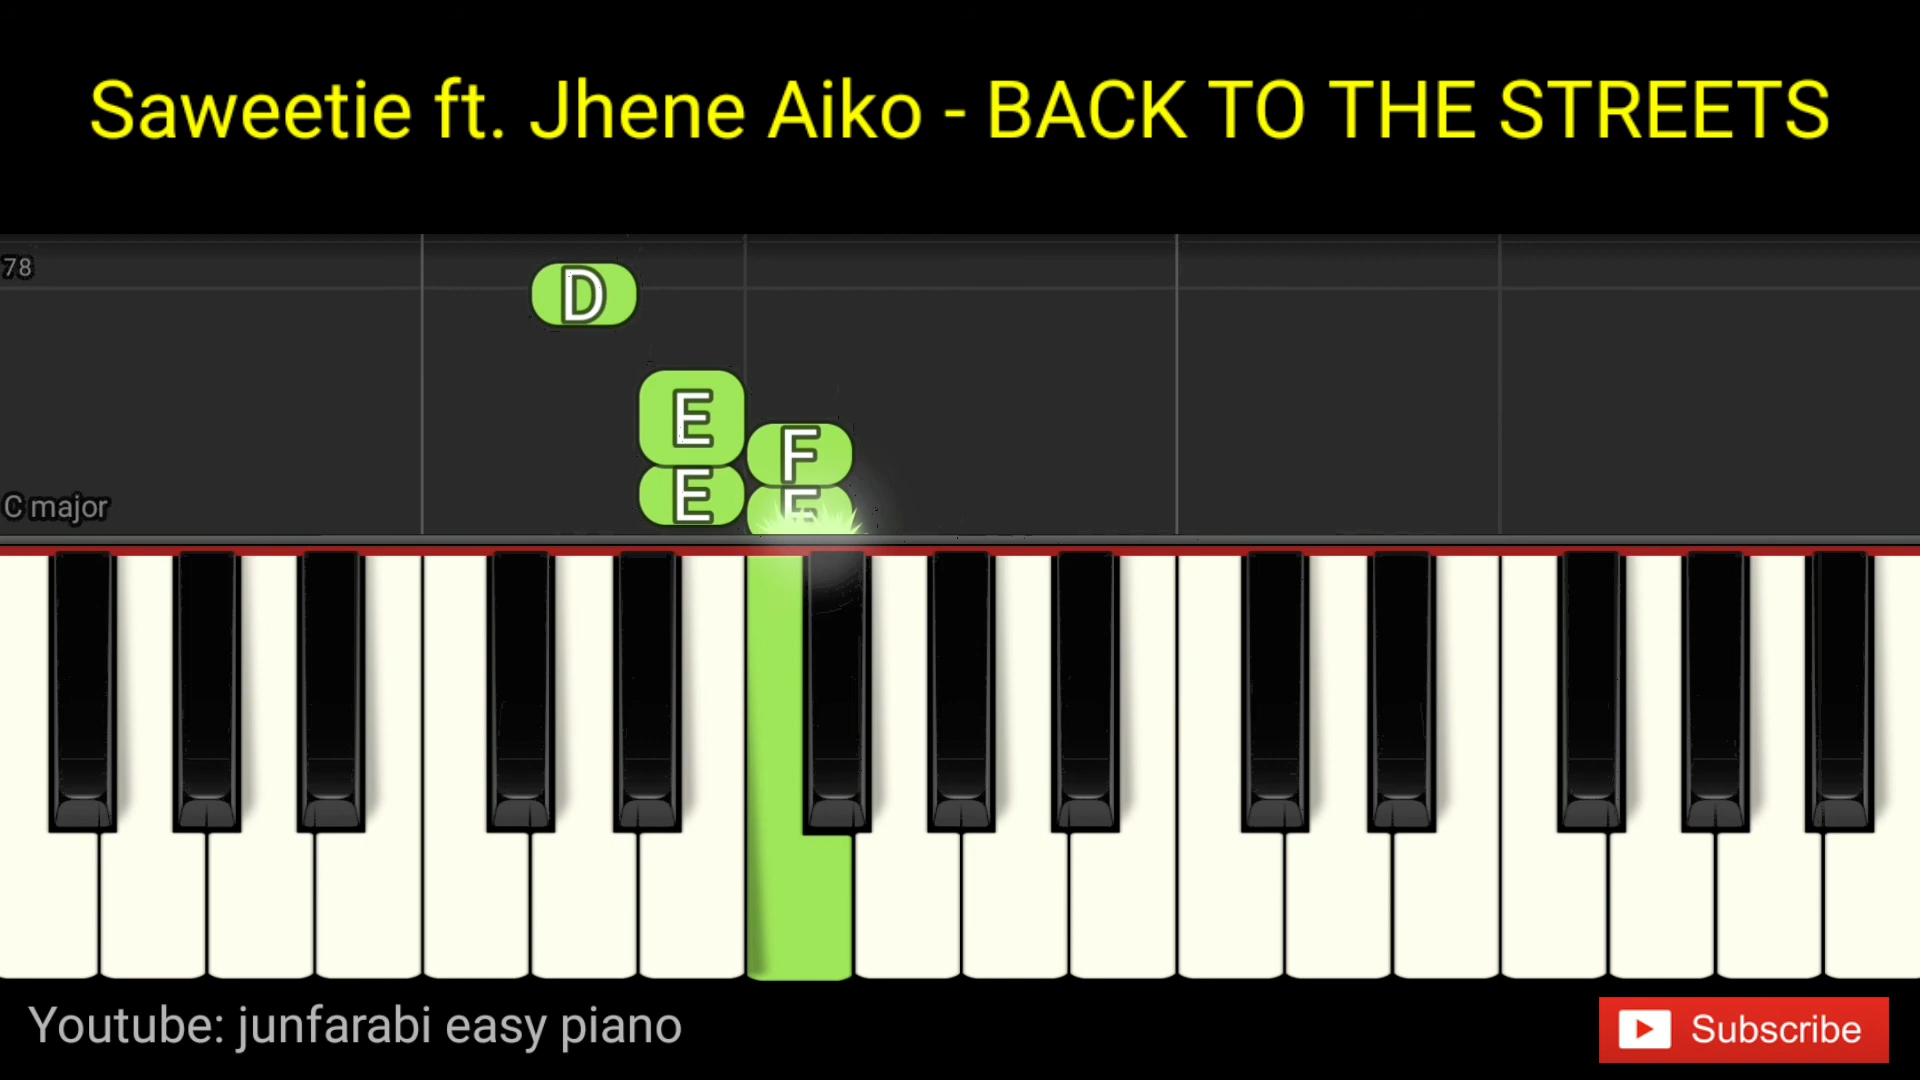 Saweetie ft. Jhene Aiko - BACK TO THE STREETS
78
D
E
F
E
F
C major
Youtube: junfarabi easy piano
Subscribe